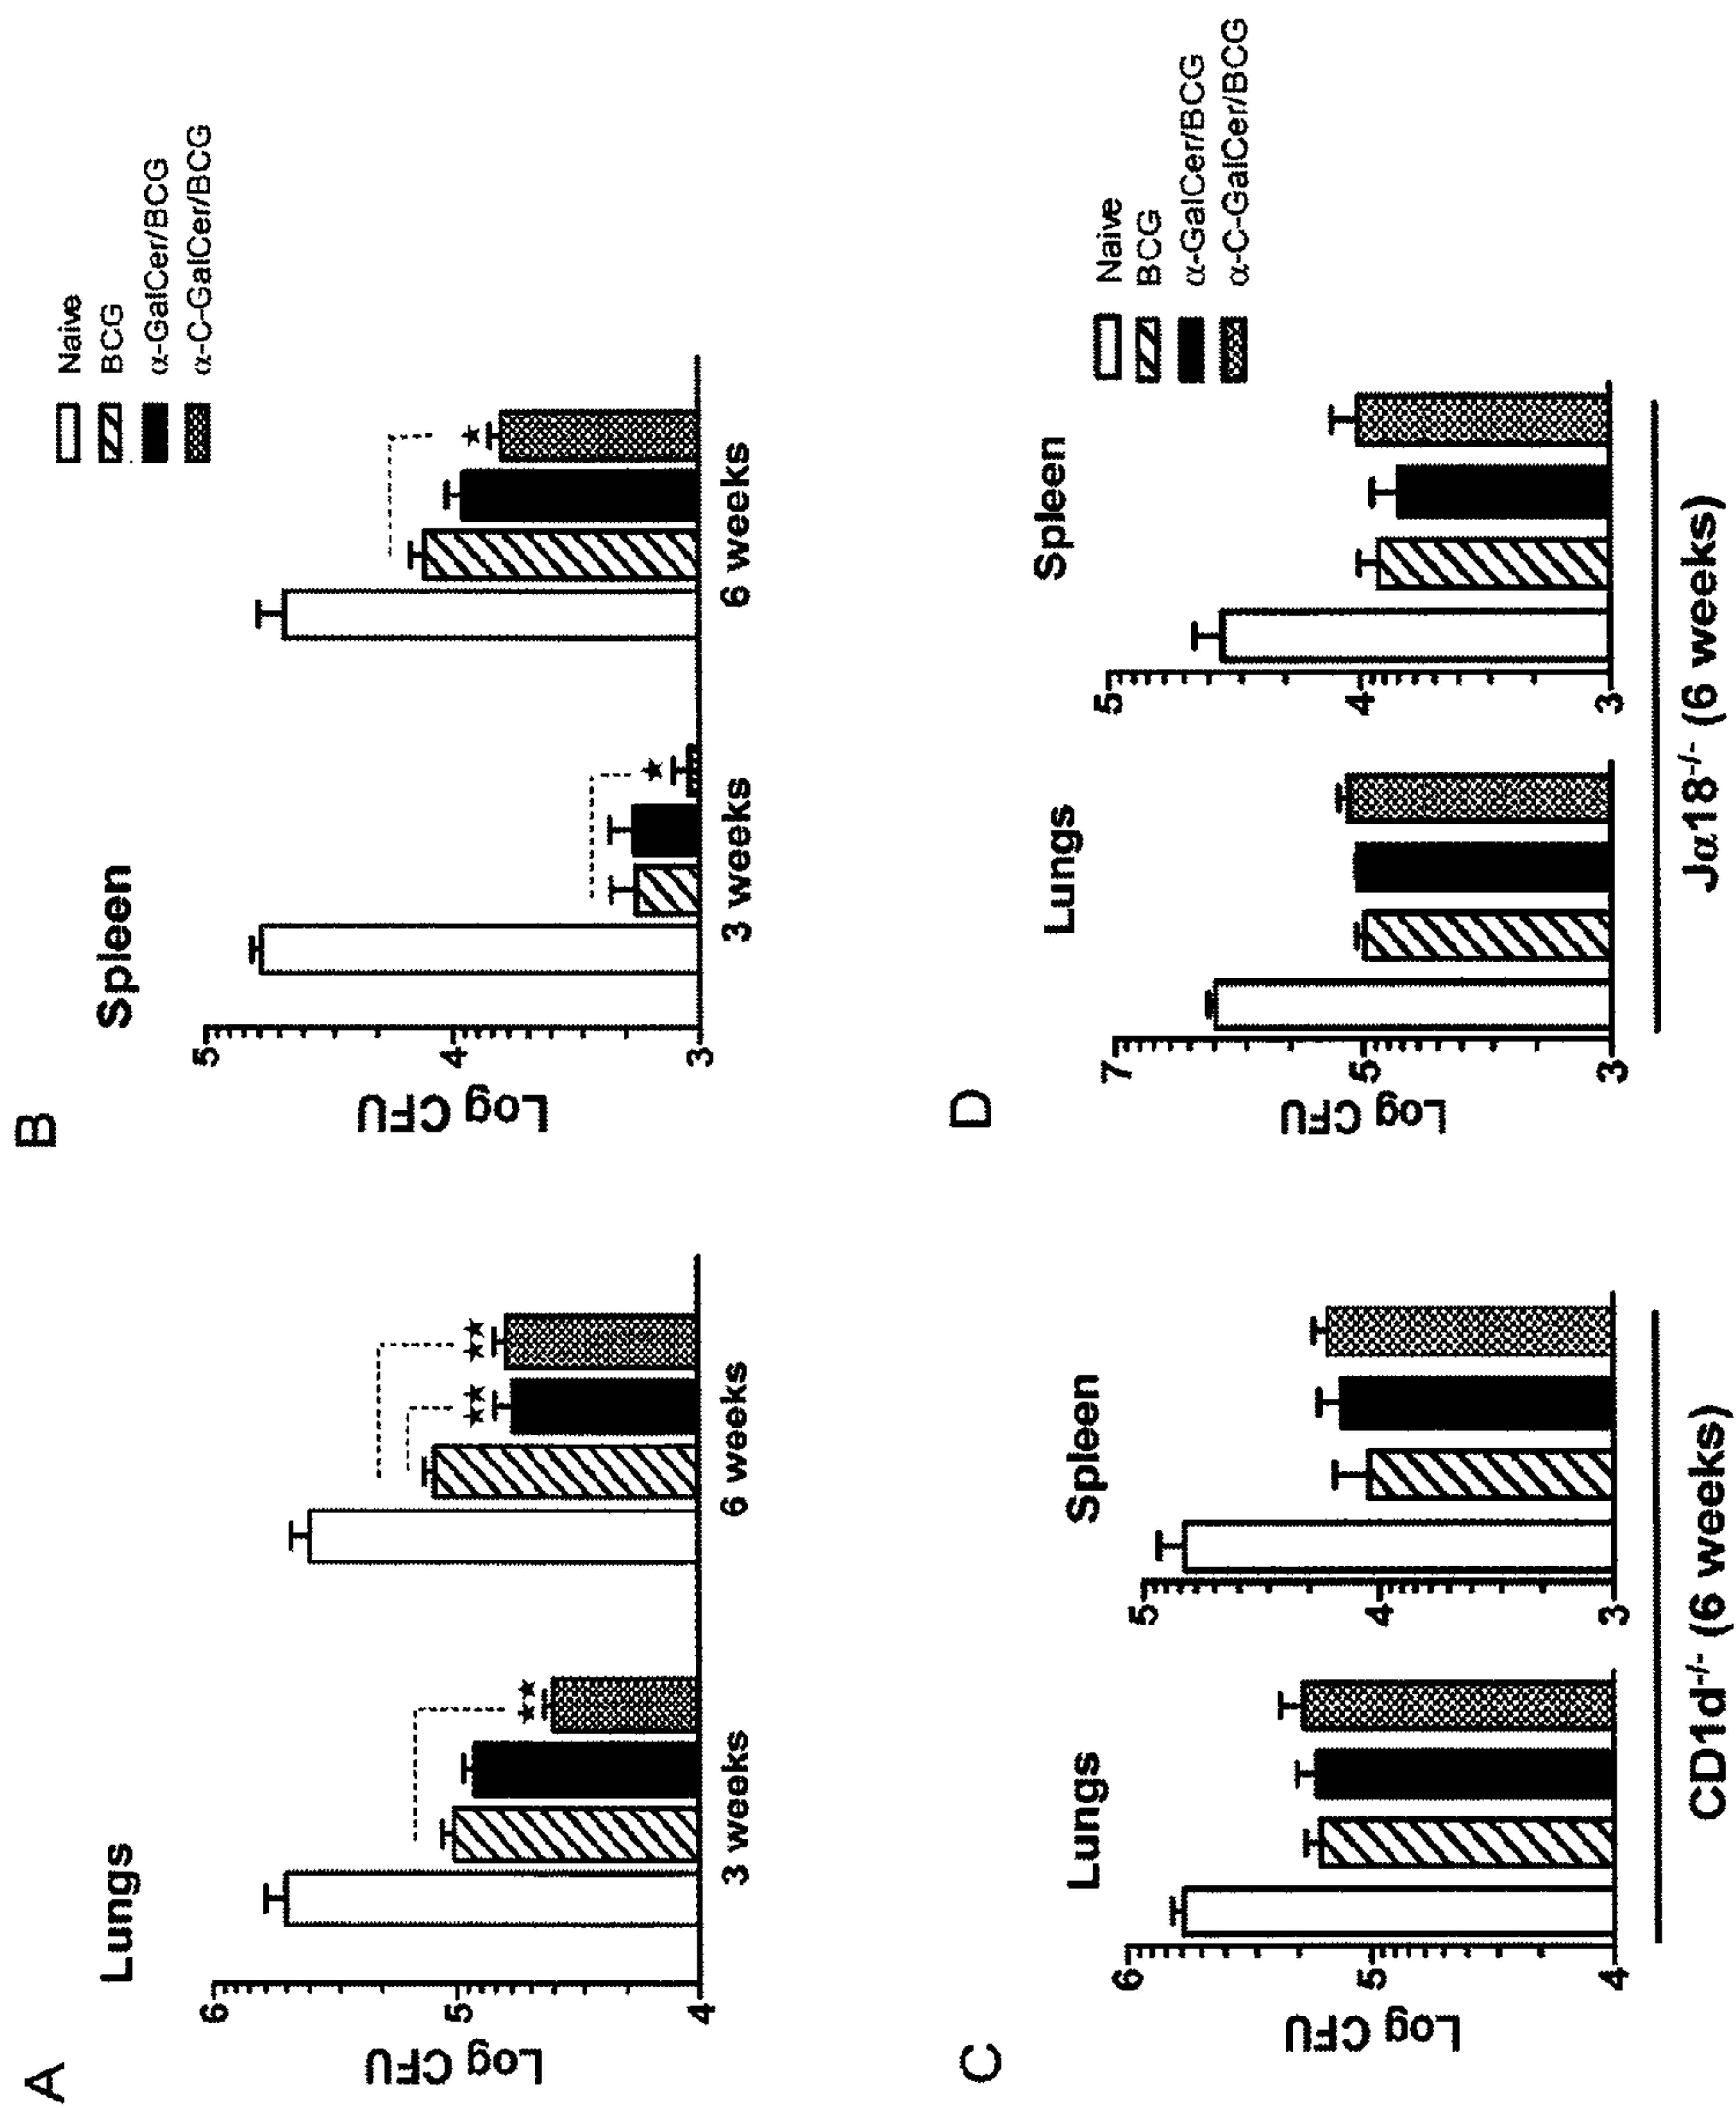 A
Lungs
Log CFU
6
5
4
3 weeks
6 weeks
★★
★★
★★
B
Spleen
Log CFU
5
4
3
3 weeks
6 weeks
★
★
Naive
BCG
α-GalCer/BCG
α-C-GalCer/BCG
C
Lungs
Log CFU
6
5
4
Spleen
5
4
3
CD1d-/- (6 weeks)
D
Lungs
Log CFU
7
5
3
Spleen
5
4
3
Jα18-/- (6 weeks)
Naive
BCG
α-GalCer/BCG
α-C-GalCer/BCG